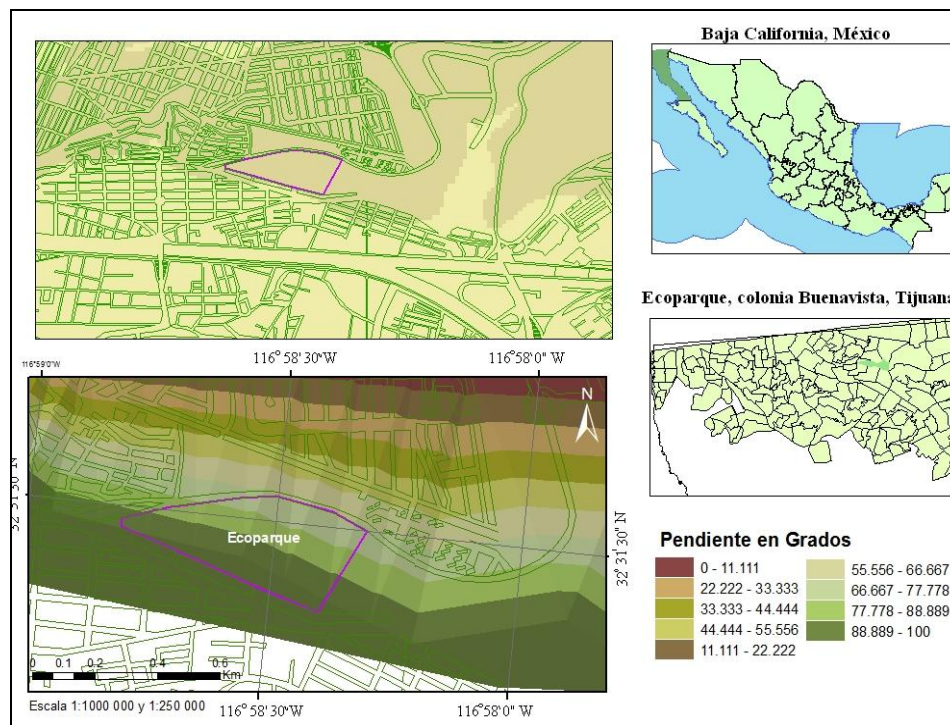 Baja California, México
116°58'30"W
116°58'0"W
Ecoparque, colonia Buenavista, Tijuana
116°59'0"W
N
32°31'30"N
Ecoparque
32°31'30"N
0 0.1 0.2 0.4 0.6
Km
Escala 1:1000 000 y 1:250 000
116°58'30"W
116°58'0"W
Pendiente en Grados
0 - 11.111
22.222 - 33.333
33.333 - 44.444
44.444 - 55.556
11.111 - 22.222
55.556 - 66.667
66.667 - 77.778
77.778 - 88.889
88.889 - 100